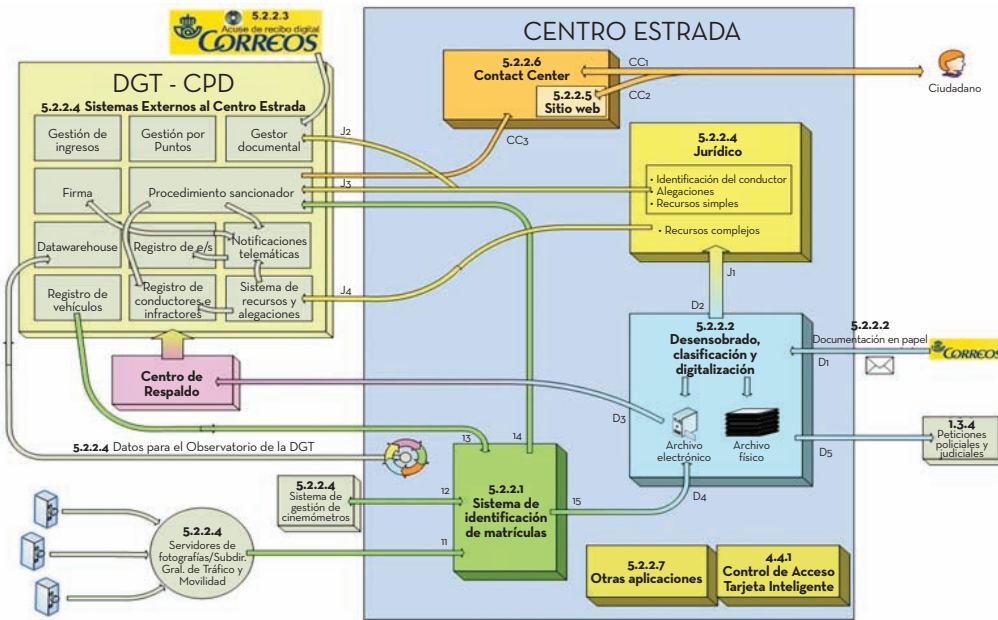 5.2.2.3
Acuse de recibo digital
CORREOS
CENTRO ESTRADA
DGT - CPD
5.2.2.4 Sistemas Externos al Centro Estrada
Gestión de
ingresos
Gestión por
Puntos
Gestor
documental
Firma
Procedimiento sancionador
Datawarehouse
Registro de e/s
Notificaciones
telemáticas
Registro de
vehículos
Registro de
conductores e
infractores
Sistema de
recursos y
alegaciones
J2
J3
J4
5.2.2.6
Contact Center
5.2.2.5
Sitio web
CC1
CC2
CC3
Ciudadano
5.2.2.4
Jurídico
• Identificación del conductor
• Alegaciones
• Recursos simples
• Recursos complejos
J1
D2
5.2.2.2
Desensobrado,
clasificación y
digitalización
Archivo
electrónico
Archivo
físico
5.2.2.2
Documentación en papel
D1
CORREOS
D3
D4
D5
1.3.4
Peticiones
policiales y
judiciales
Centro de
Respaldo
5.2.2.4 Datos para el Observatorio de la DGT
13
14
5.2.2.4
Sistema de
gestión de
cinemómetros
12
5.2.2.1
Sistema de
identificación
de matrículas
15
11
5.2.2.4
Servidores de
fotografías/Subdir.
Gral. de Tráfico y
Movilidad
5.2.2.7
Otras aplicaciones
4.4.1
Control de Acceso
Tarjeta Inteligente